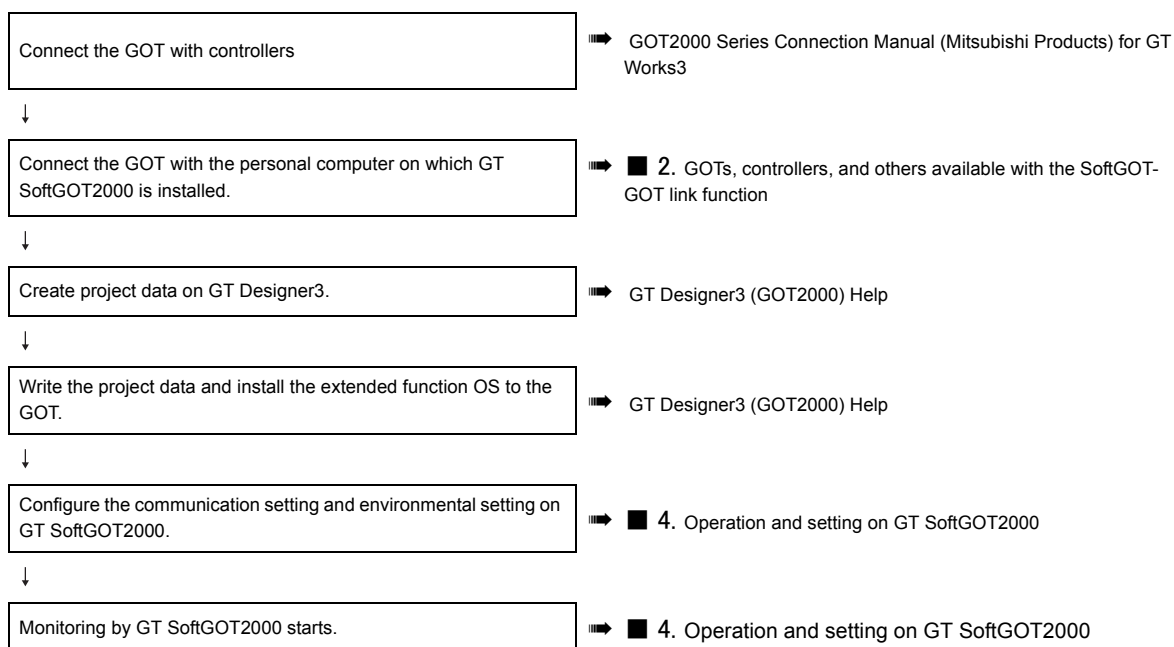 Connect the GOT with controllers
GOT2000 Series Connection Manual (Mitsubishi Products) for GT
Works3
↓
Connect the GOT with the personal computer on which GT
SoftGOT2000 is installed.
■ 2. GOTs, controllers, and others available with the SoftGOT-
GOT link function
↓
Create project data on GT Designer3.
GT Designer3 (GOT2000) Help
↓
Write the project data and install the extended function OS to the
GOT.
GT Designer3 (GOT2000) Help
↓
Configure the communication setting and environmental setting on
GT SoftGOT2000.
■ 4. Operation and setting on GT SoftGOT2000
↓
Monitoring by GT SoftGOT2000 starts.
■ 4. Operation and setting on GT SoftGOT2000